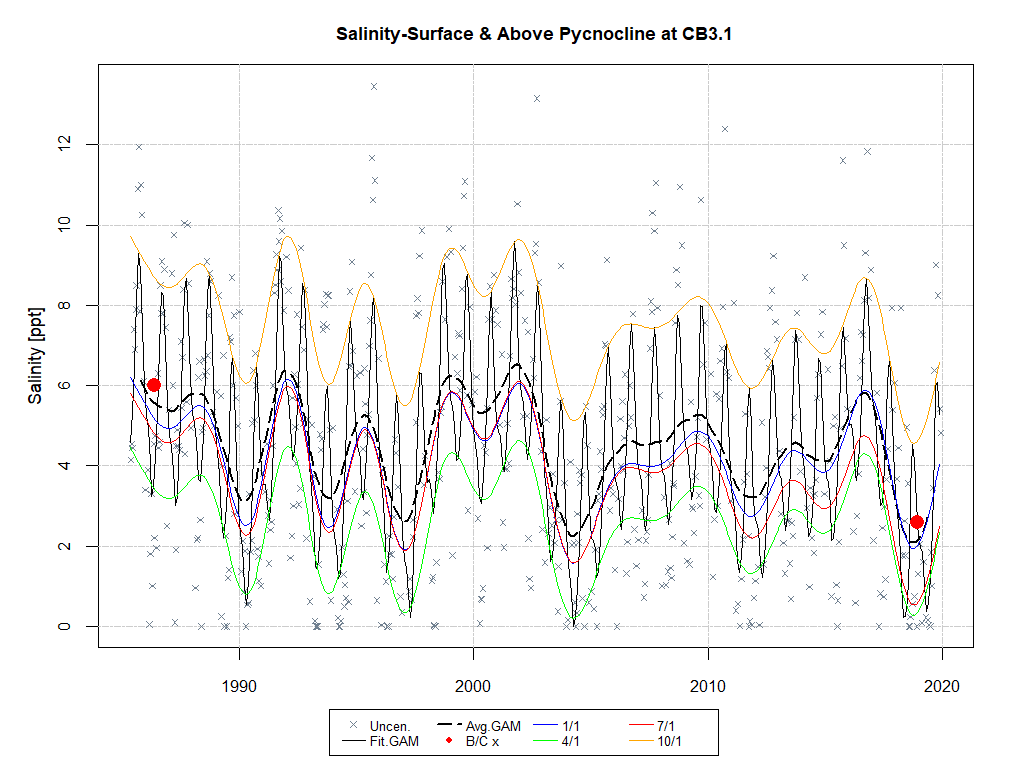 Salinity-Surface & Above Pycnocline at CB3.1
Salinity [ppt]
12
10
8
6
4
2
0
1990 2000 2010 2020
Uncen. Avg.GAM 1/1 7/1
Fit.GAM B/C x 4/1 10/1